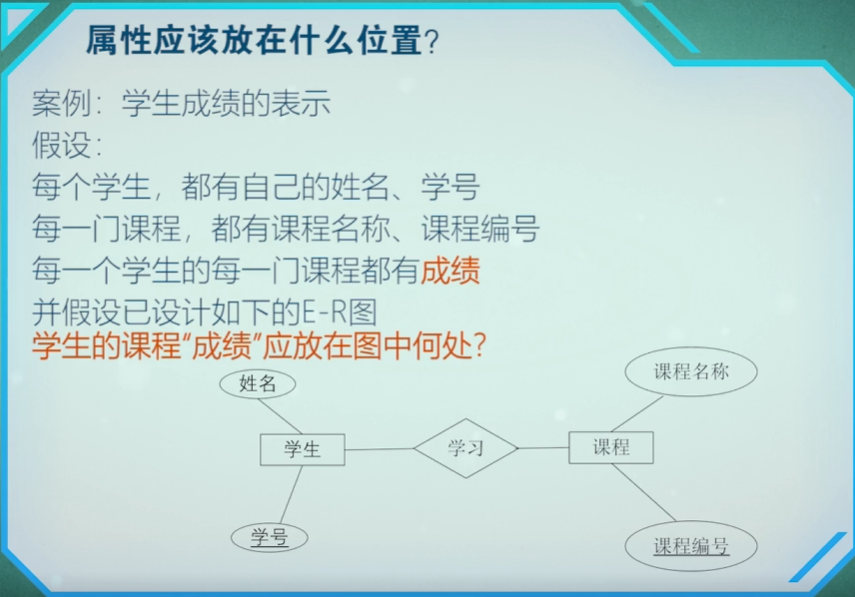 属性应该放在什么位置?
案例：学生成绩的表示
假设：
每个学生，都有自己的姓名、学号
每一门课程，都有课程名称、课程编号
每一个学生的每一门课程都有成绩
并假设已设计如下的E-R图
学生的课程“成绩”应放在图中何处?
姓名
课程名称
学生
学习
课程
学号
课程编号